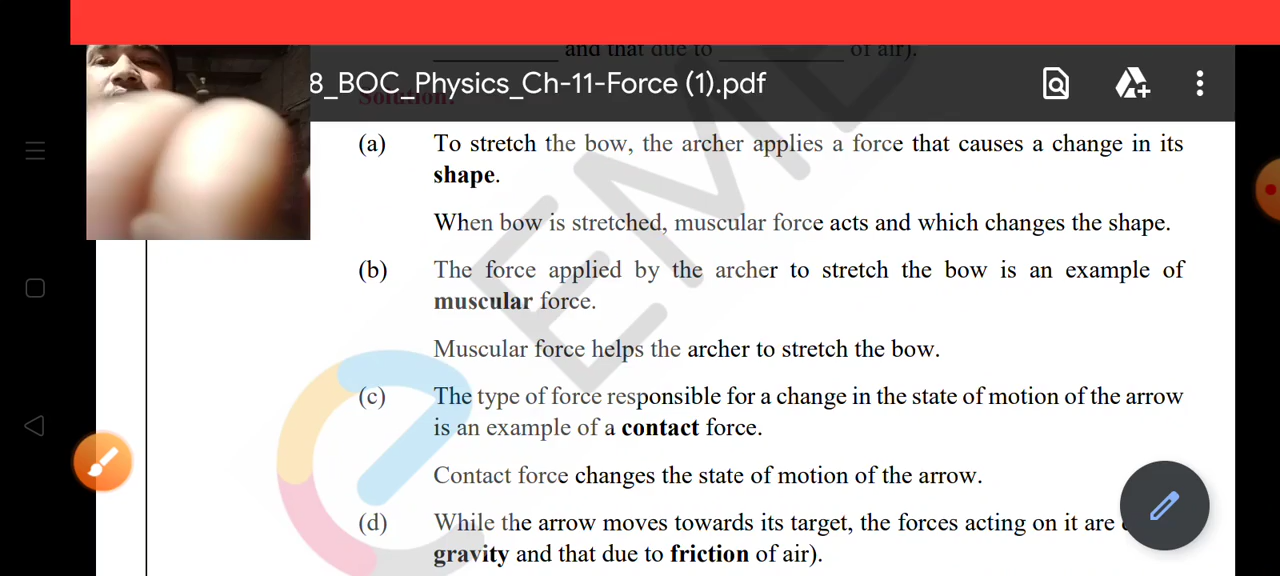 and that due to ____________ of air).
8_BOC_Physics_Ch-11-Force (1).pdf
Solution:
(a) To stretch the bow, the archer applies a force that causes a change in its
shape.
When bow is stretched, muscular force acts and which changes the shape.
(b) The force applied by the archer to stretch the bow is an example of
muscular force.
Muscular force helps the archer to stretch the bow.
(c) The type of force responsible for a change in the state of motion of the arrow
is an example of a contact force.
Contact force changes the state of motion of the arrow.
(d) While the arrow moves towards its target, the forces acting on it are
gravity and that due to friction of air).